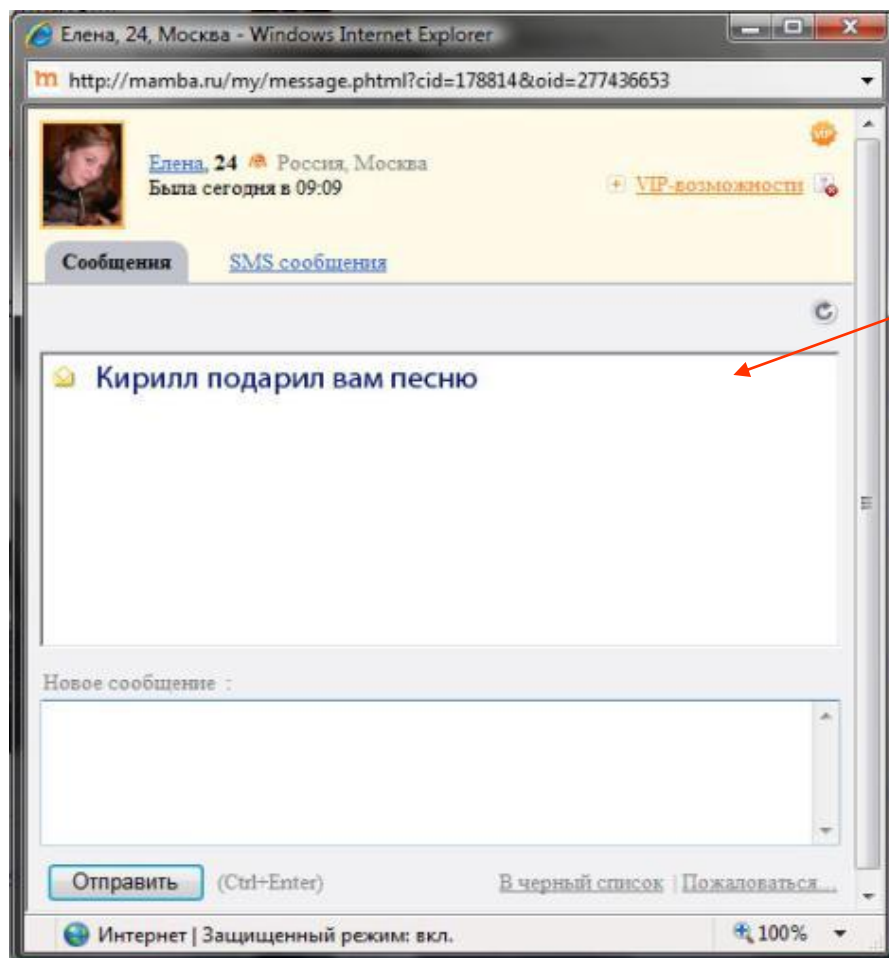 Елена, 24, Москва - Windows Internet Explorer
m http://mamba.ru/my/message.phtml?cid=178814&oid=277436653
VIP
Елена, 24 Россия, Москва
Была сегодня в 09:09
VIP-возможности
Сообщения SMS сообщения
Кирилл подарил вам песню
Новое сообщение :
Отправить (Ctrl+Enter) В черный список | Пожаловаться...
Интернет | Защищенный режим: вкл. 100%